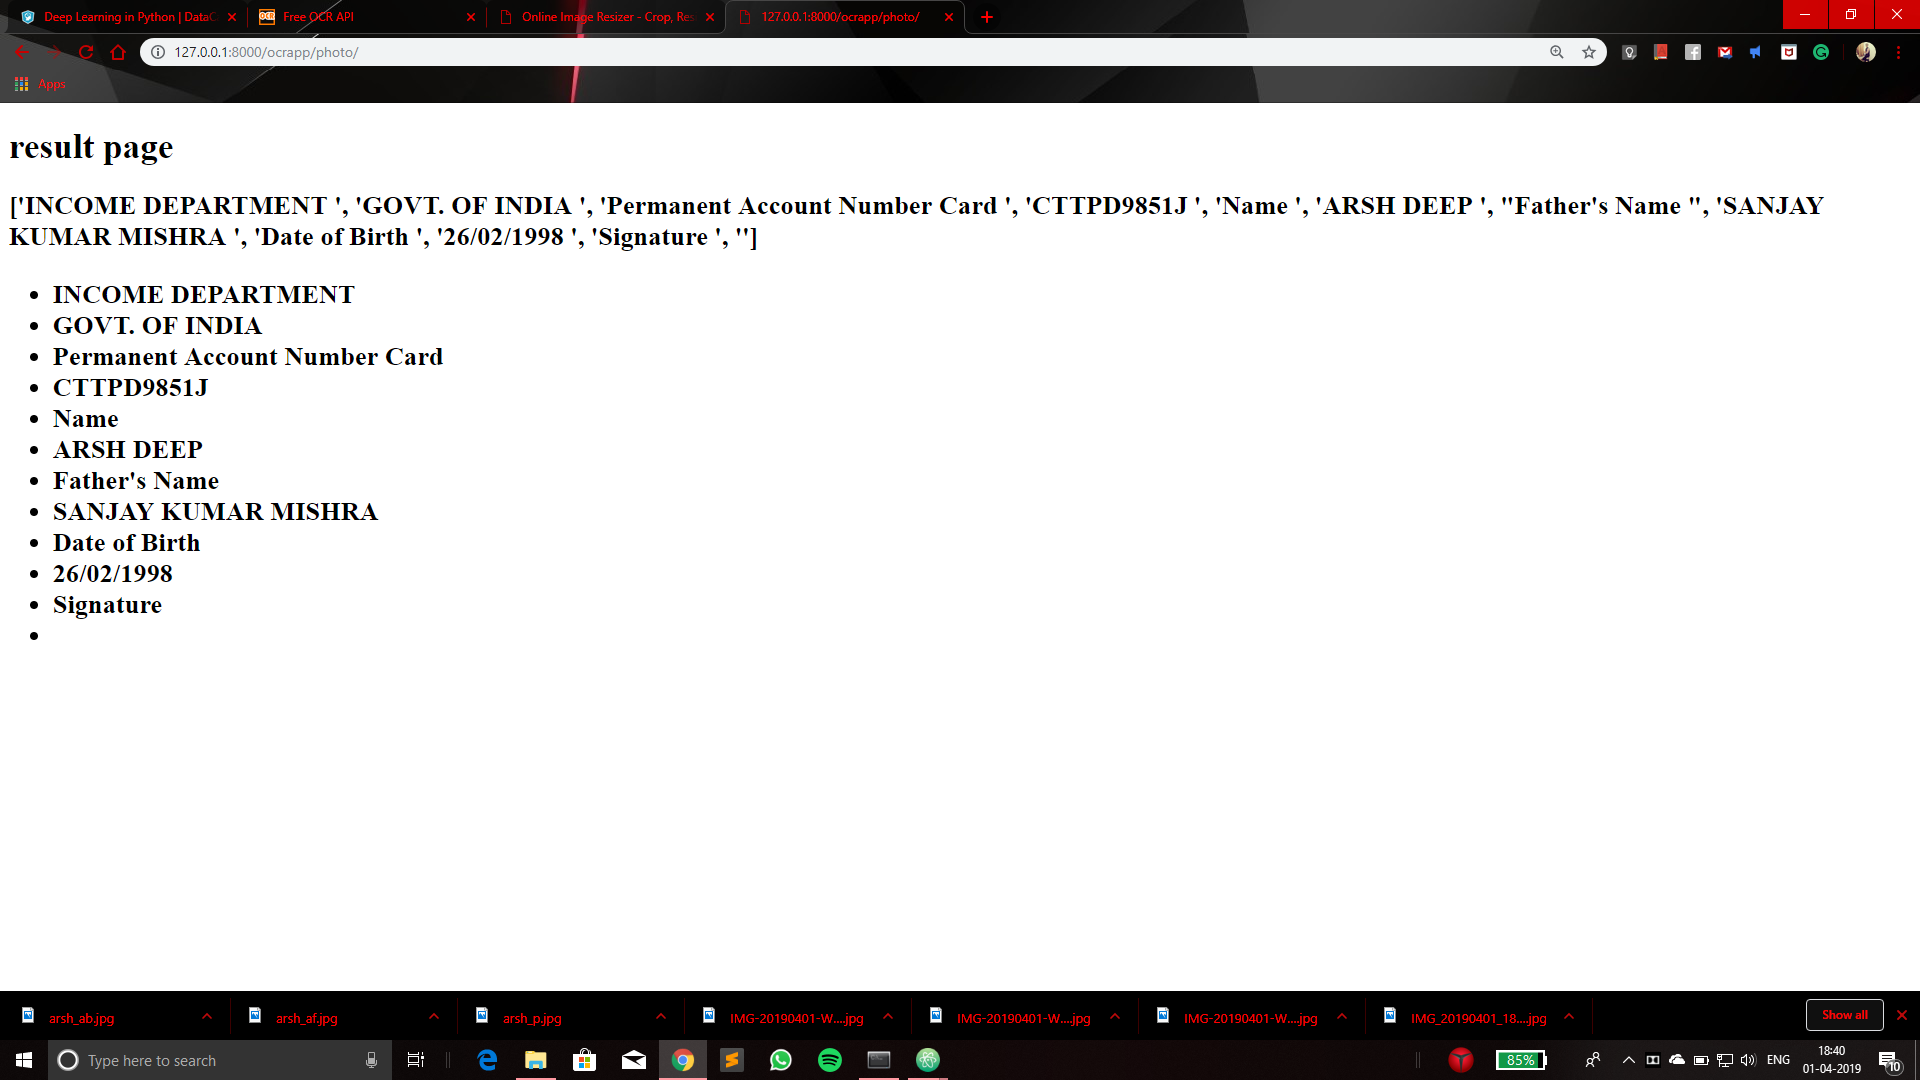 Deep Learning in Python | DataC
Free OCR API
Online Image Resizer - Crop, Res
127.0.0.1:8000/ocrapp/photo/
127.0.0.1:8000/ocrapp/photo/
Apps
result page
['INCOME DEPARTMENT ', 'GOVT. OF INDIA ', 'Permanent Account Number Card ', 'CTTPD9851J ', 'Name ', 'ARSH DEEP ', "Father's Name ", 'SANJAY
KUMAR MISHRA ', 'Date of Birth ', '26/02/1998 ', 'Signature ', '']
• INCOME DEPARTMENT
• GOVT. OF INDIA
• Permanent Account Number Card
• CTTPD9851J
• Name
• ARSH DEEP
• Father's Name
• SANJAY KUMAR MISHRA
• Date of Birth
• 26/02/1998
• Signature
•
arsh_ab.jpg
arsh_af.jpg
arsh_p.jpg
IMG-20190401-W....jpg
IMG-20190401-W....jpg
IMG-20190401-W....jpg
IMG_20190401_18....jpg
Show all
Type here to search
85%
ENG
18:40
01-04-2019
10